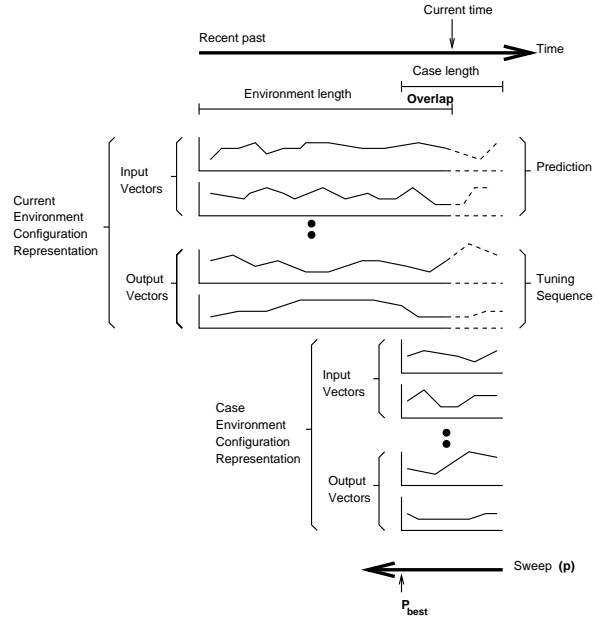 Current time
Recent past
Time
Case length
Environment length
Overlap
Input
Vectors
Prediction
Current
Environment
Configuration
Representation
Output
Vectors
Tuning
Sequence
Input
Vectors
Case
Environment
Configuration
Representation
Output
Vectors
Sweep (p)
Pbest